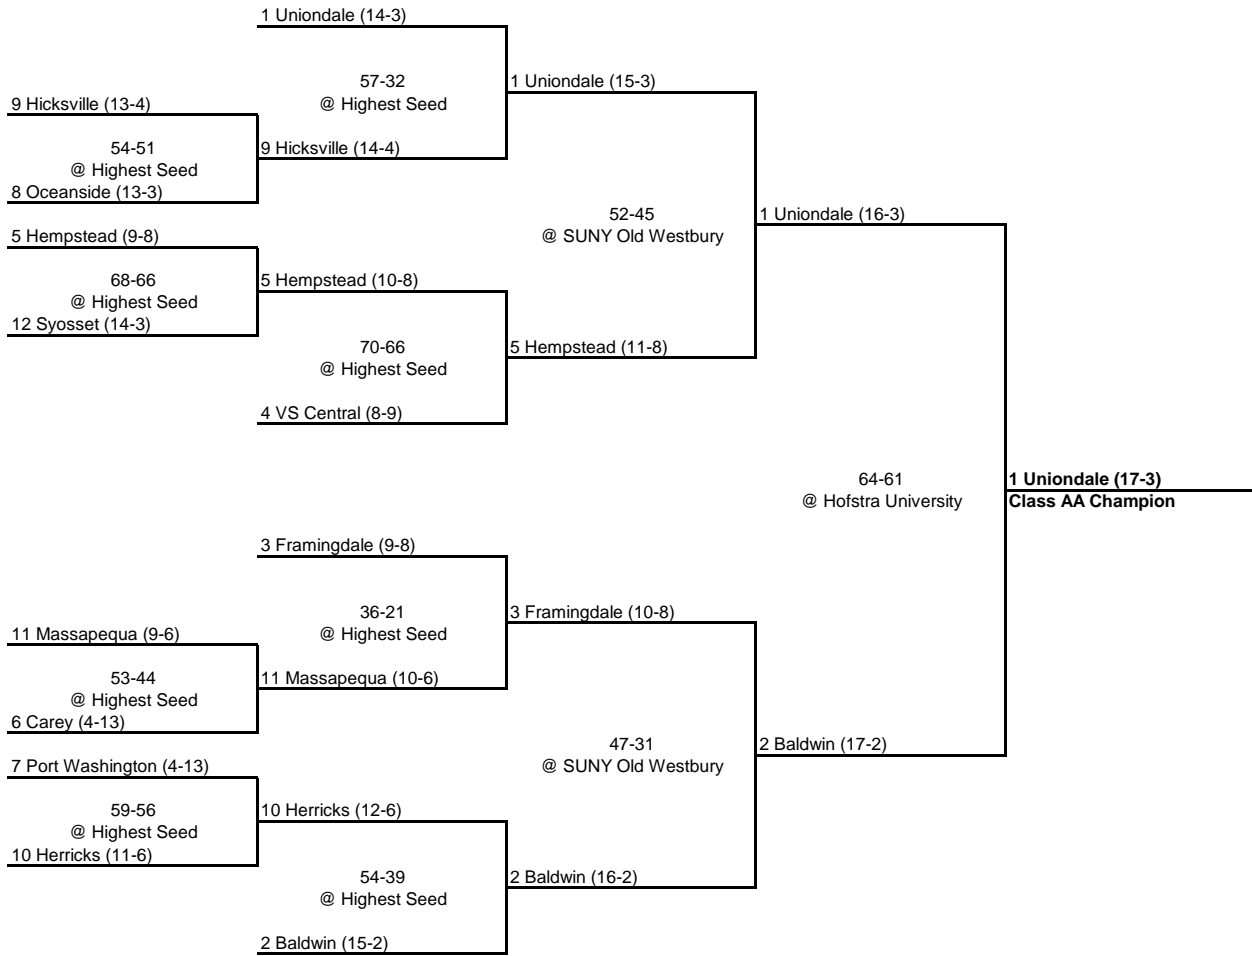 1 Uniondale (14-3)
57-32
@ Highest Seed
1 Uniondale (15-3)
9 Hicksville (13-4)
54-51
@ Highest Seed
9 Hicksville (14-4)
8 Oceanside (13-3)
52-45
@ SUNY Old Westbury
1 Uniondale (16-3)
5 Hempstead (9-8)
68-66
@ Highest Seed
5 Hempstead (10-8)
12 Syosset (14-3)
70-66
@ Highest Seed
5 Hempstead (11-8)
4 VS Central (8-9)
64-61
@ Hofstra University
1 Uniondale (17-3)
Class AA Champion
3 Framingdale (9-8)
36-21
@ Highest Seed
3 Framingdale (10-8)
11 Massapequa (9-6)
53-44
@ Highest Seed
11 Massapequa (10-6)
6 Carey (4-13)
47-31
@ SUNY Old Westbury
2 Baldwin (17-2)
7 Port Washington (4-13)
59-56
@ Highest Seed
10 Herricks (12-6)
10 Herricks (11-6)
54-39
@ Highest Seed
2 Baldwin (16-2)
2 Baldwin (15-2)